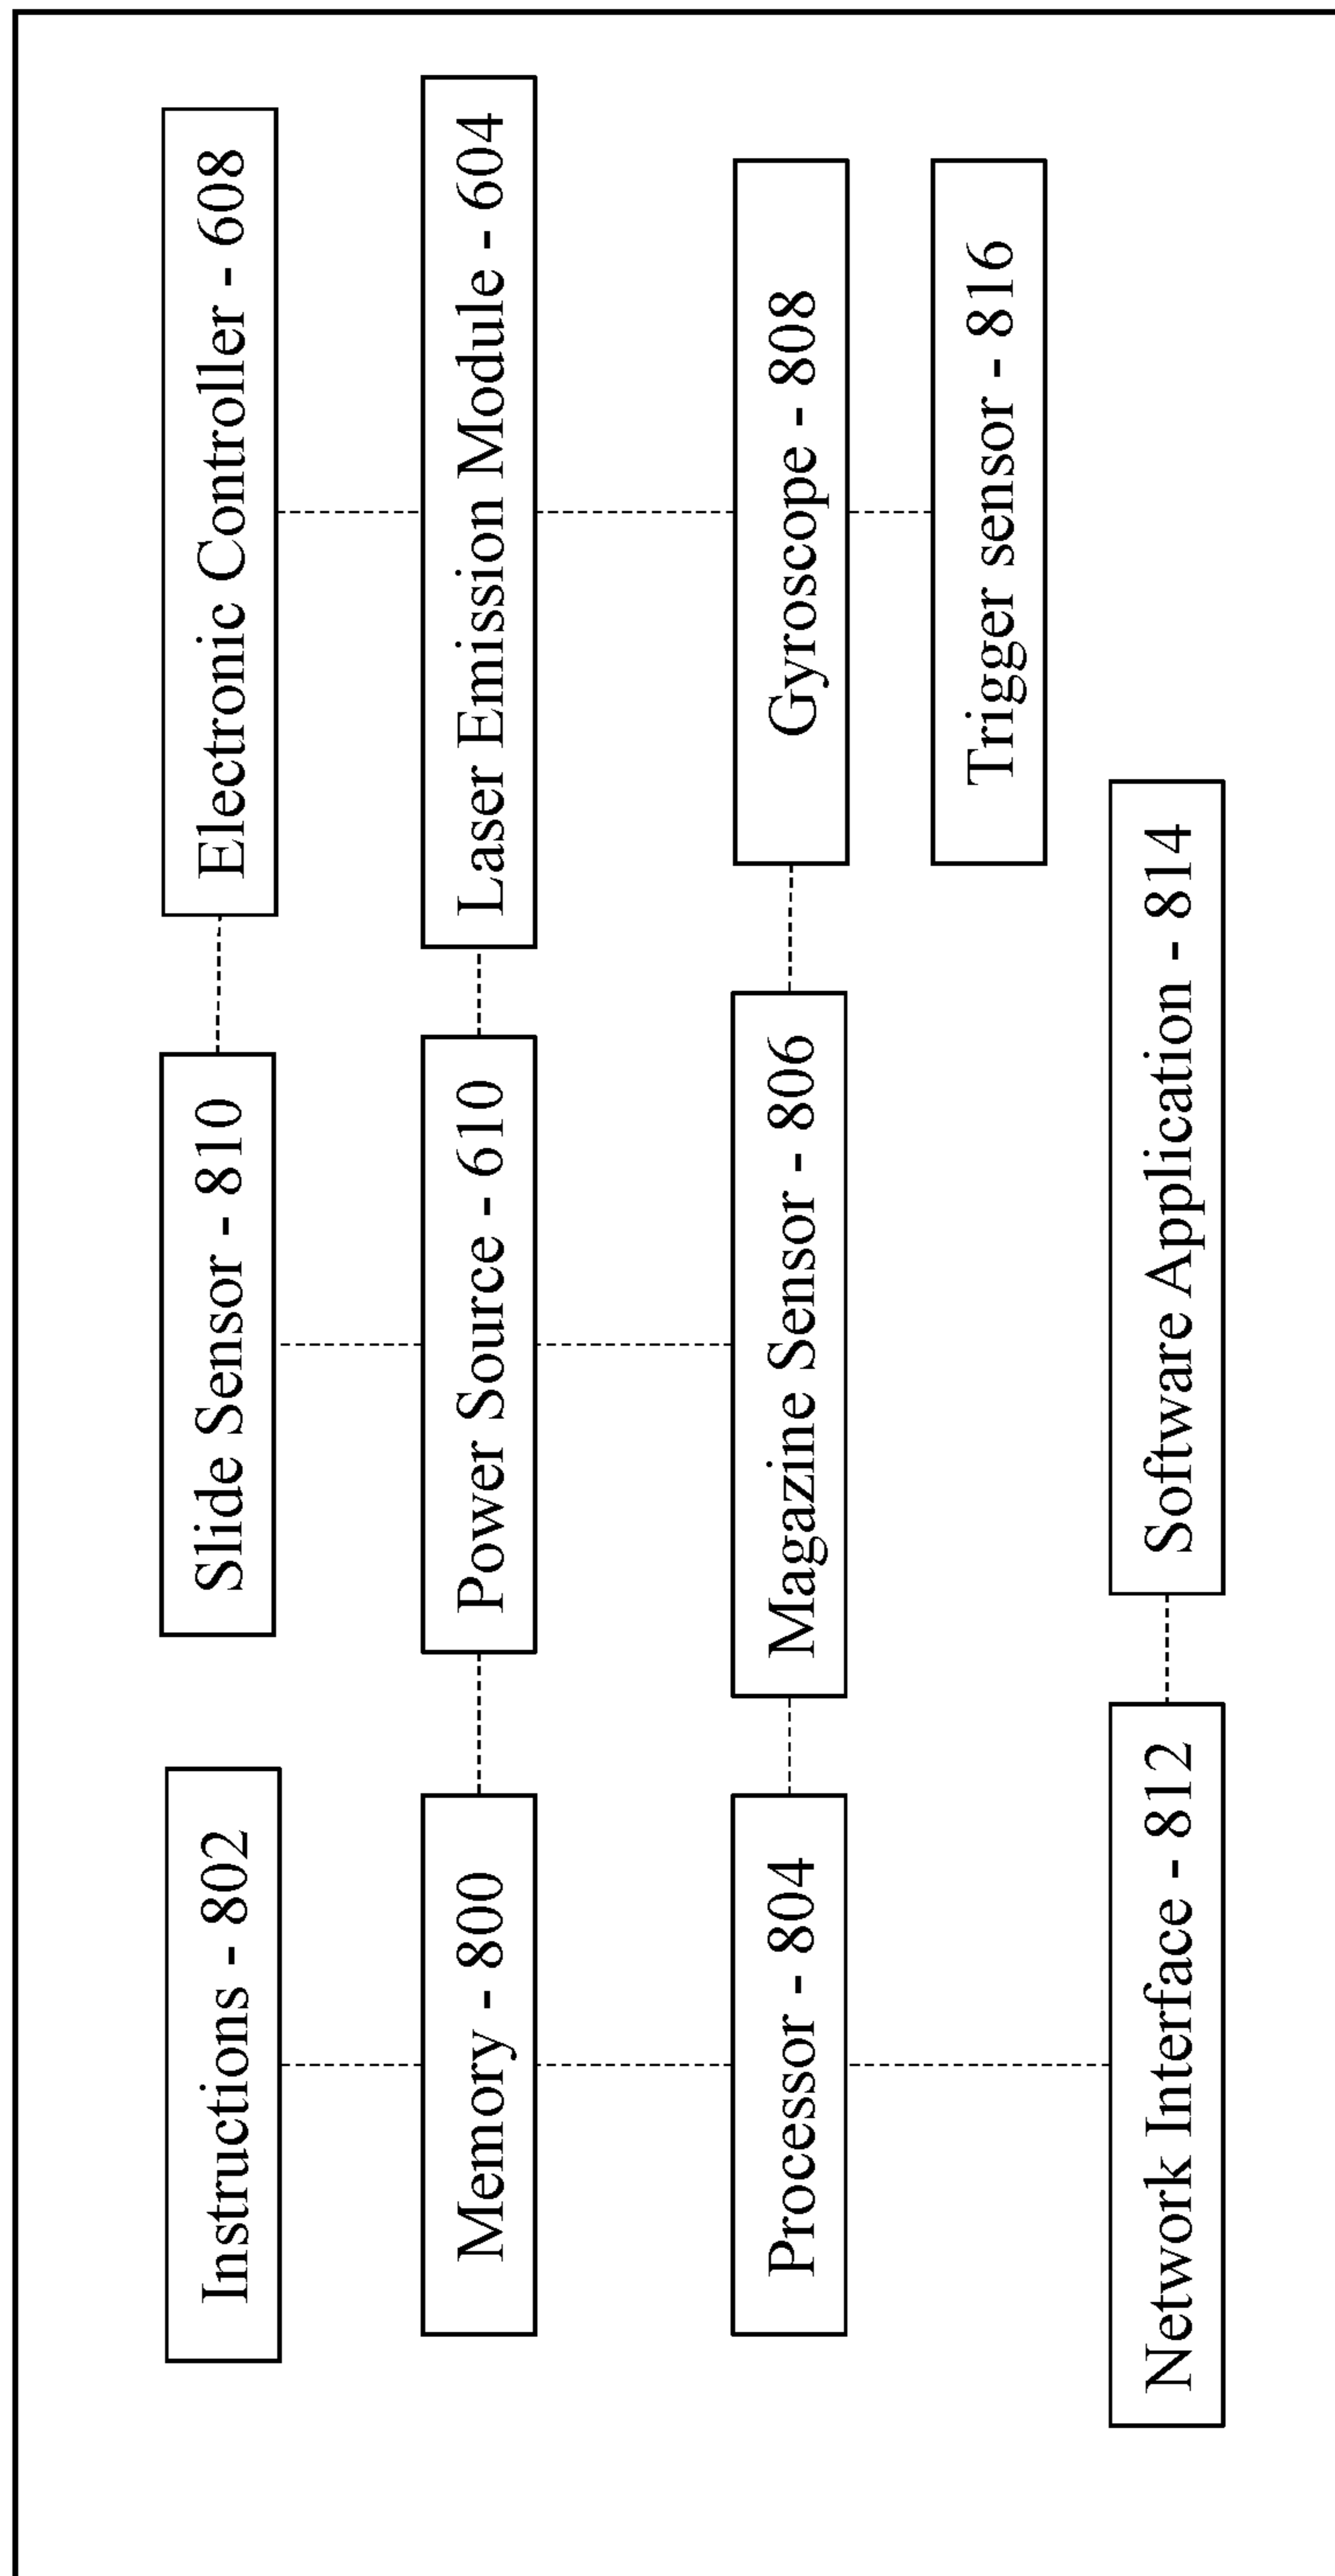 Instructions - 802
Slide Sensor - 810
Electronic Controller - 608
Memory - 800
Power Source - 610
Laser Emission Module - 604
Processor - 804
Magazine Sensor - 806
Gyroscope - 808
Trigger sensor - 816
Network Interface - 812
Software Application - 814